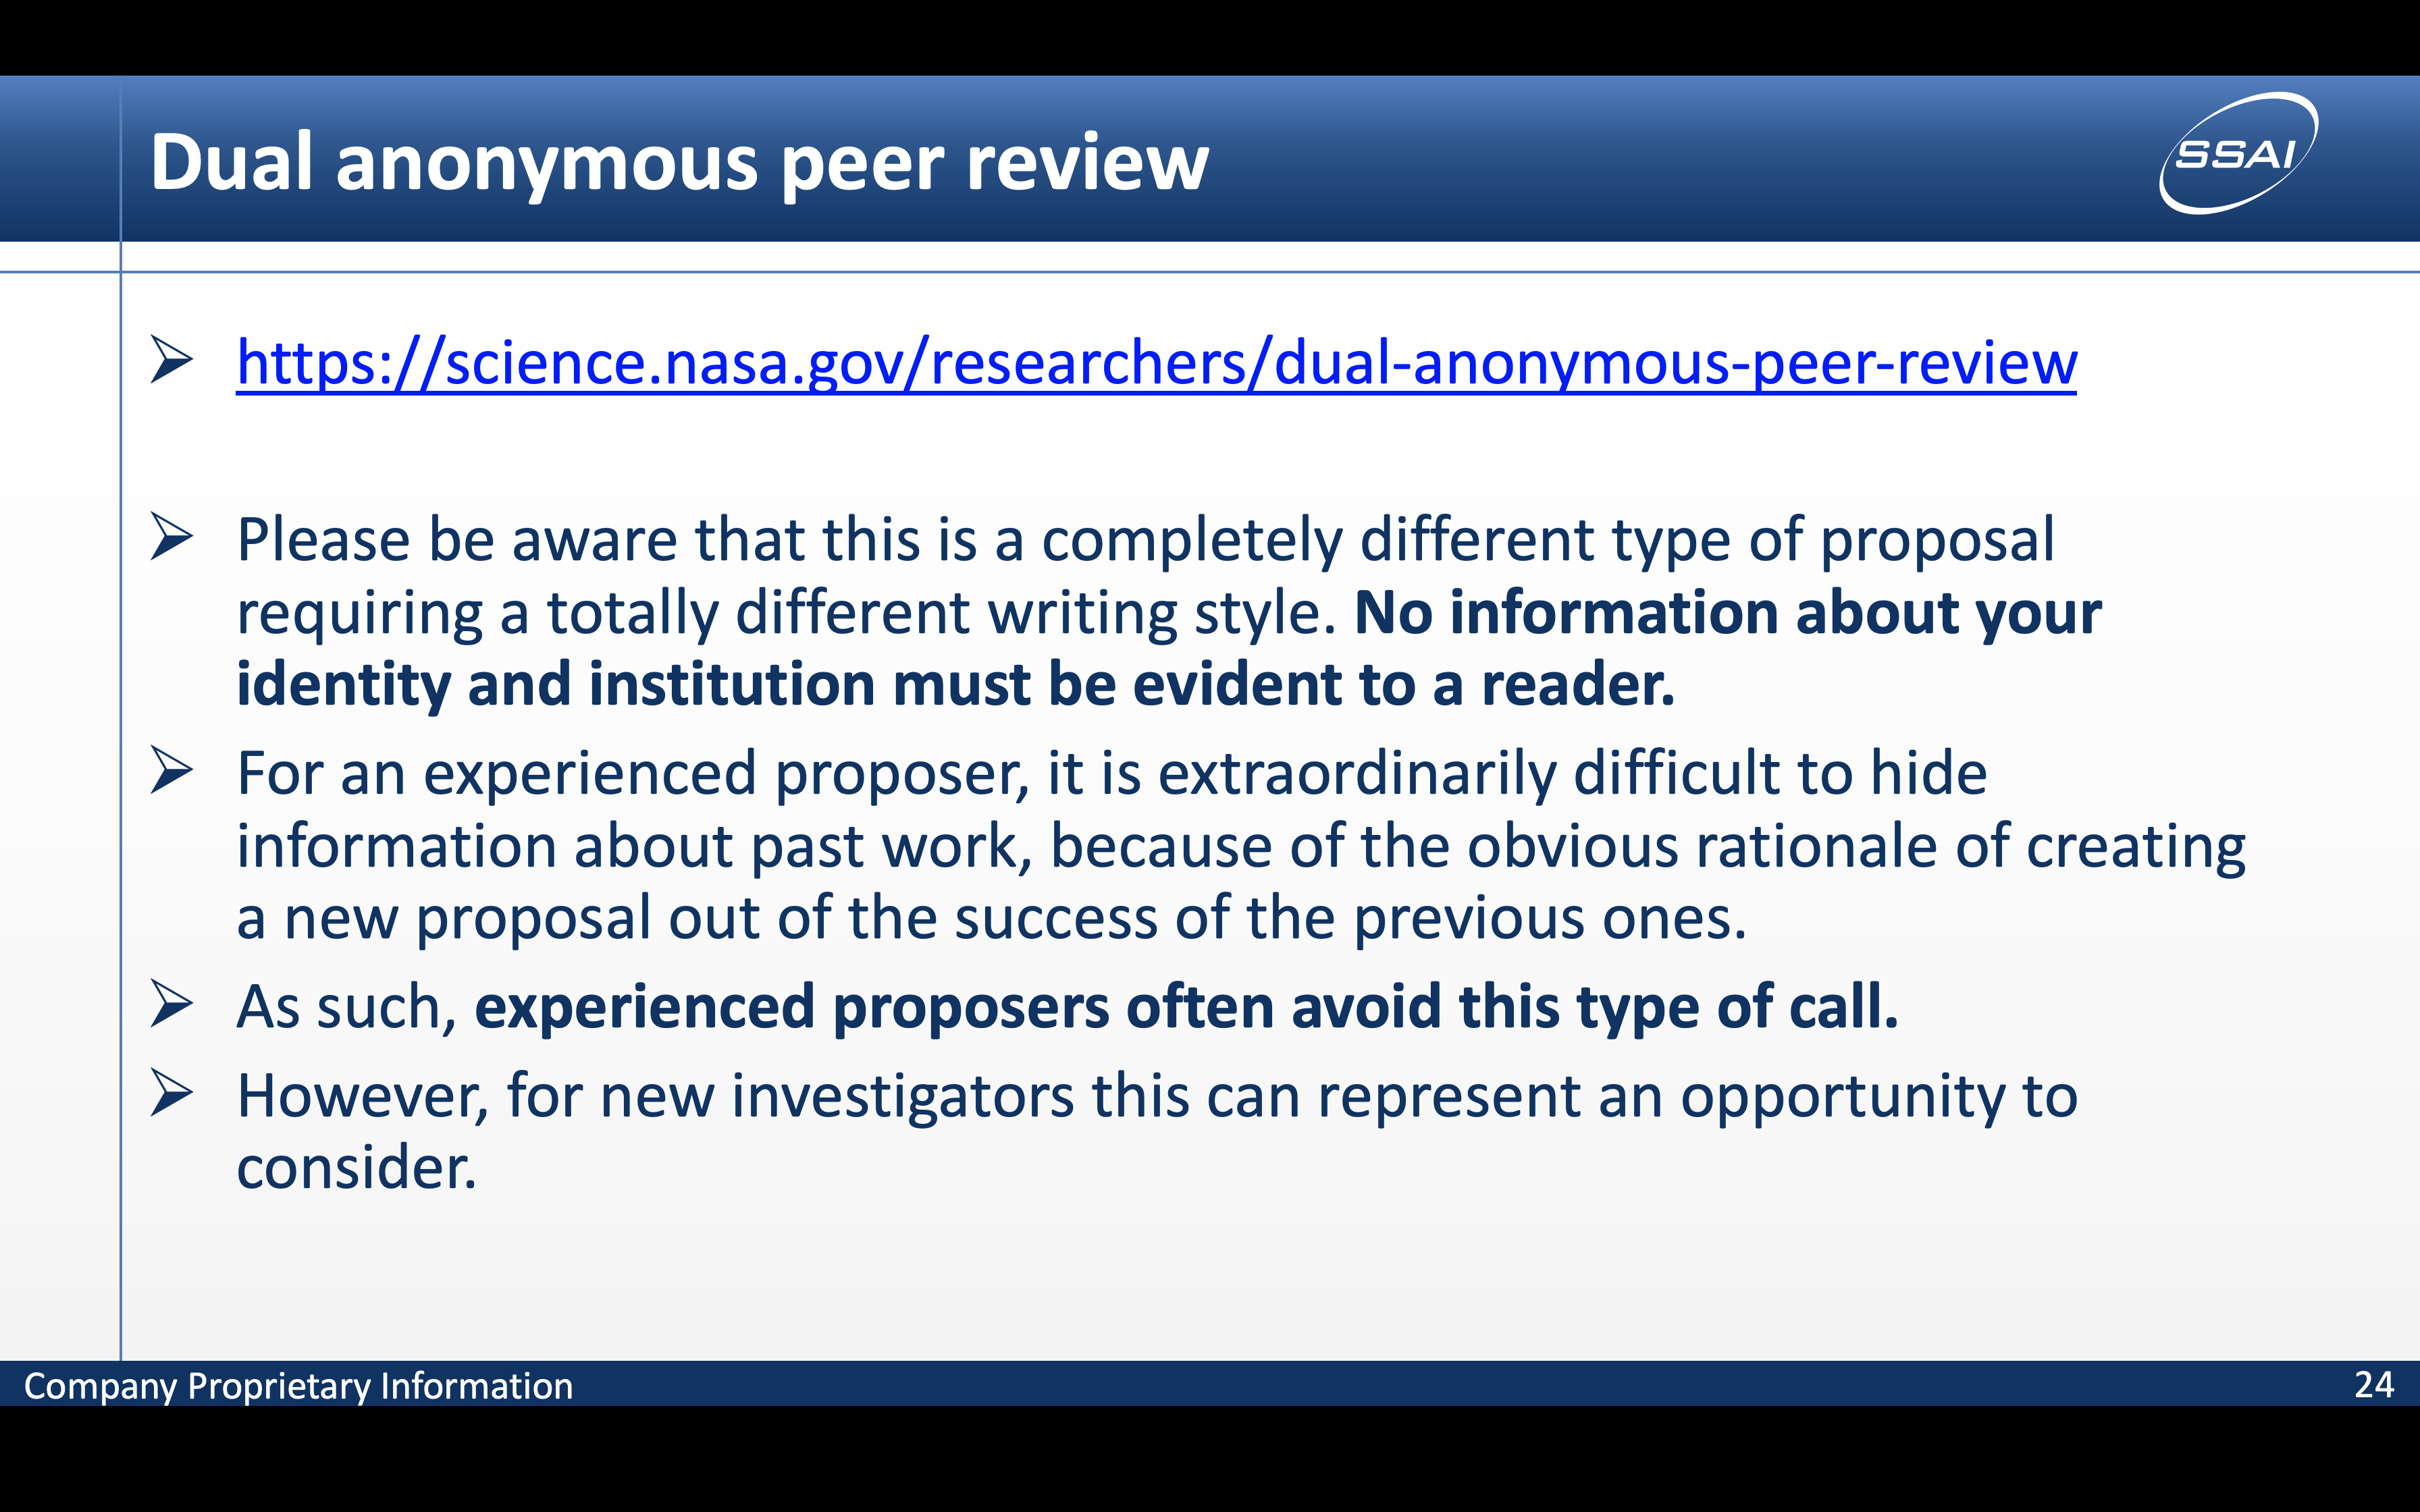 Dual anonymous peer review
SSAI
https://science.nasa.gov/researchers/dual-anonymous-peer-review
Please be aware that this is a completely different type of proposal
requiring a totally different writing style. No information about your
identity and institution must be evident to a reader.
For an experienced proposer, it is extraordinarily difficult to hide
information about past work, because of the obvious rationale of creating
a new proposal out of the success of the previous ones.
As such, experienced proposers often avoid this type of call.
However, for new investigators this can represent an opportunity to
consider.
Company Proprietary Information
24